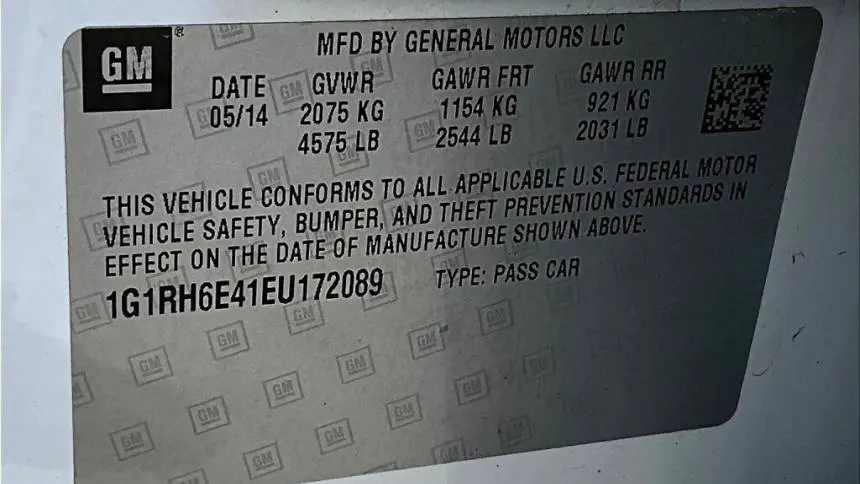 GM ®
MFD BY GENERAL MOTORS LLC
DATE GVWR GAWR FRT GAWR RR
05/14 2075 KG 1154 KG 921 KG
4575 LB 2544 LB 2031 LB
THIS VEHICLE CONFORMS TO ALL APPLICABLE U.S. FEDERAL MOTOR
VEHICLE SAFETY, BUMPER, AND THEFT PREVENTION STANDARDS IN
EFFECT ON THE DATE OF MANUFACTURE SHOWN ABOVE.
1G1RH6E41EU172089 TYPE: PASS CAR